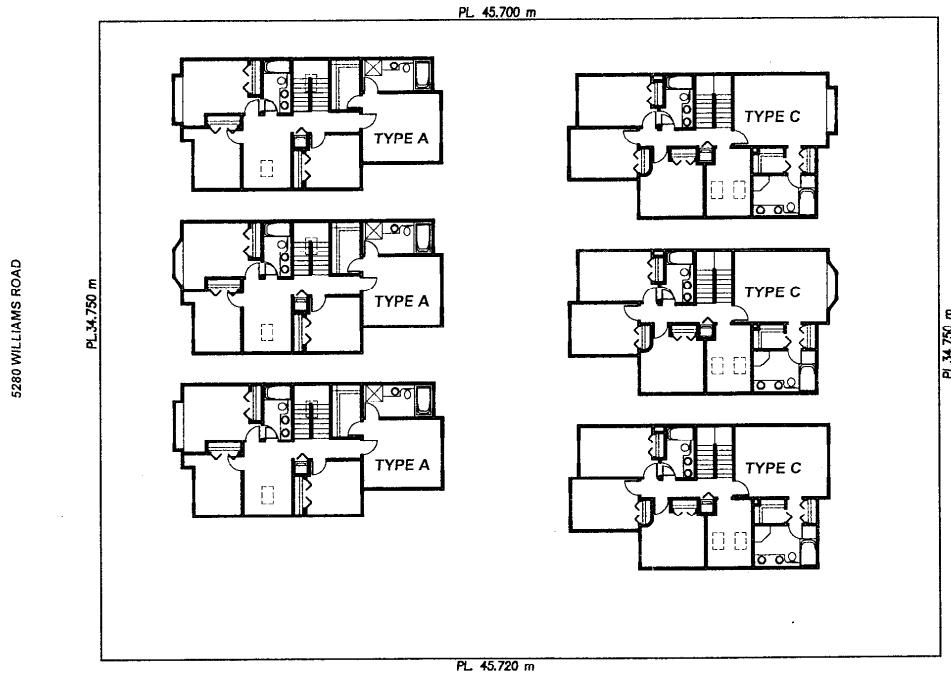 PL. 45.700 m
TYPE A
TYPE C
TYPE A
TYPE C
5280 WILLIAMS ROAD
PL.34.750 m
PL.34.750 m
TYPE A
TYPE C
PL. 45.720 m